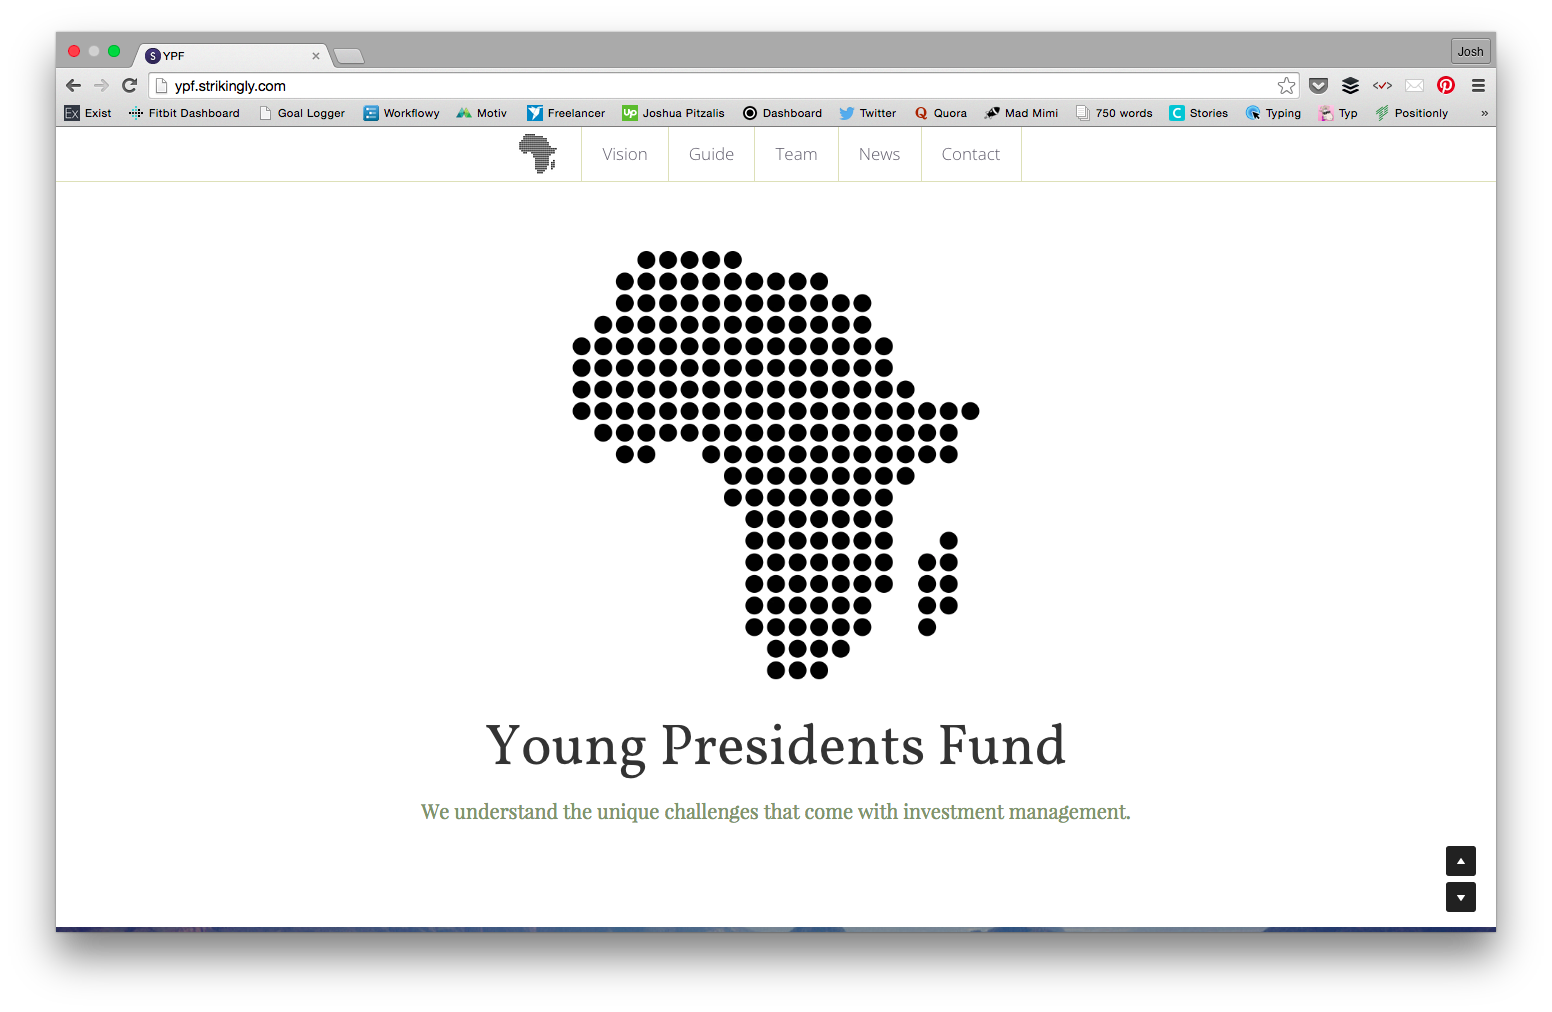 S YPF
Josh
ypf.strikingly.com
Ex Exist Fitbit Dashboard Goal Logger Workflowy Motiv Freelancer Up Joshua Pitzalis Dashboard Twitter Q Quora Mad Mimi 750 words C Stories Typing Typ Positionly »
Vision Guide Team News Contact
Young Presidents Fund
We understand the unique challenges that come with investment management.